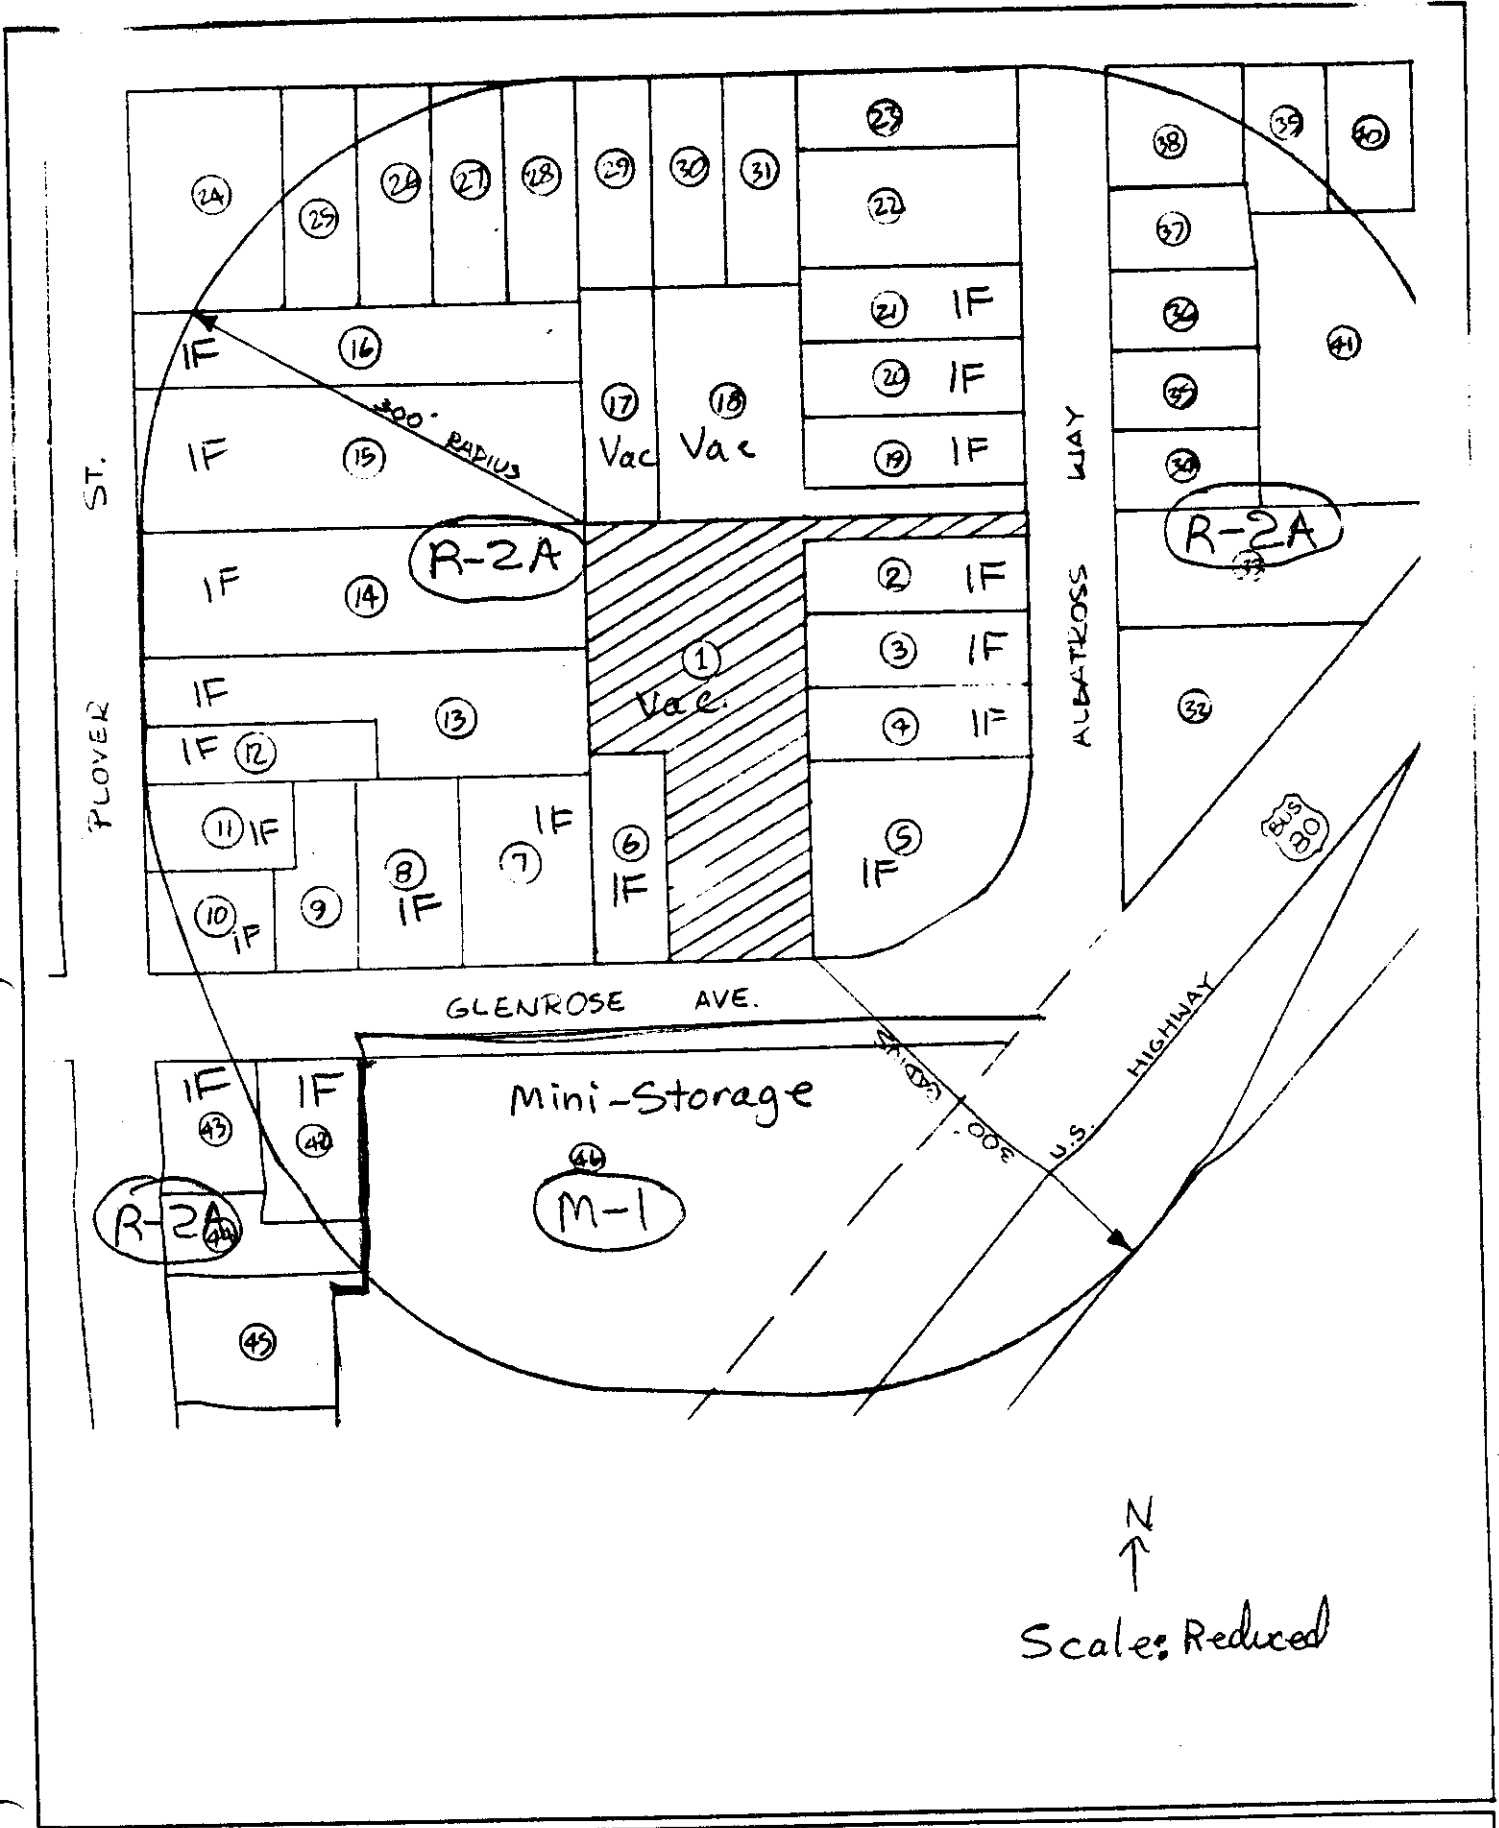 23
38
39
40
24
25
26
27
28
29
30
31
22
37
21 1F
36
41
1F 16
17
Vac
18
Vac
20 1F
35
300' RADIUS
1F 15
19 1F
34
R-2A
R-2A
33
1F 14
2 1F
1
Vac.
3 1F
1F
13
4 1F
32
1F 12
11 1F
8
1F
1F
7
6
1F
5
1F
BUS
80
10
1F
9
PLOVER ST.
ALBATROSS WAY
GLENROSE AVE.
U.S. HIGHWAY
300' RADIUS
1F
43
1F
42
Mini-Storage
46
M-1
R-2A
44
45
N
Scale: Reduced